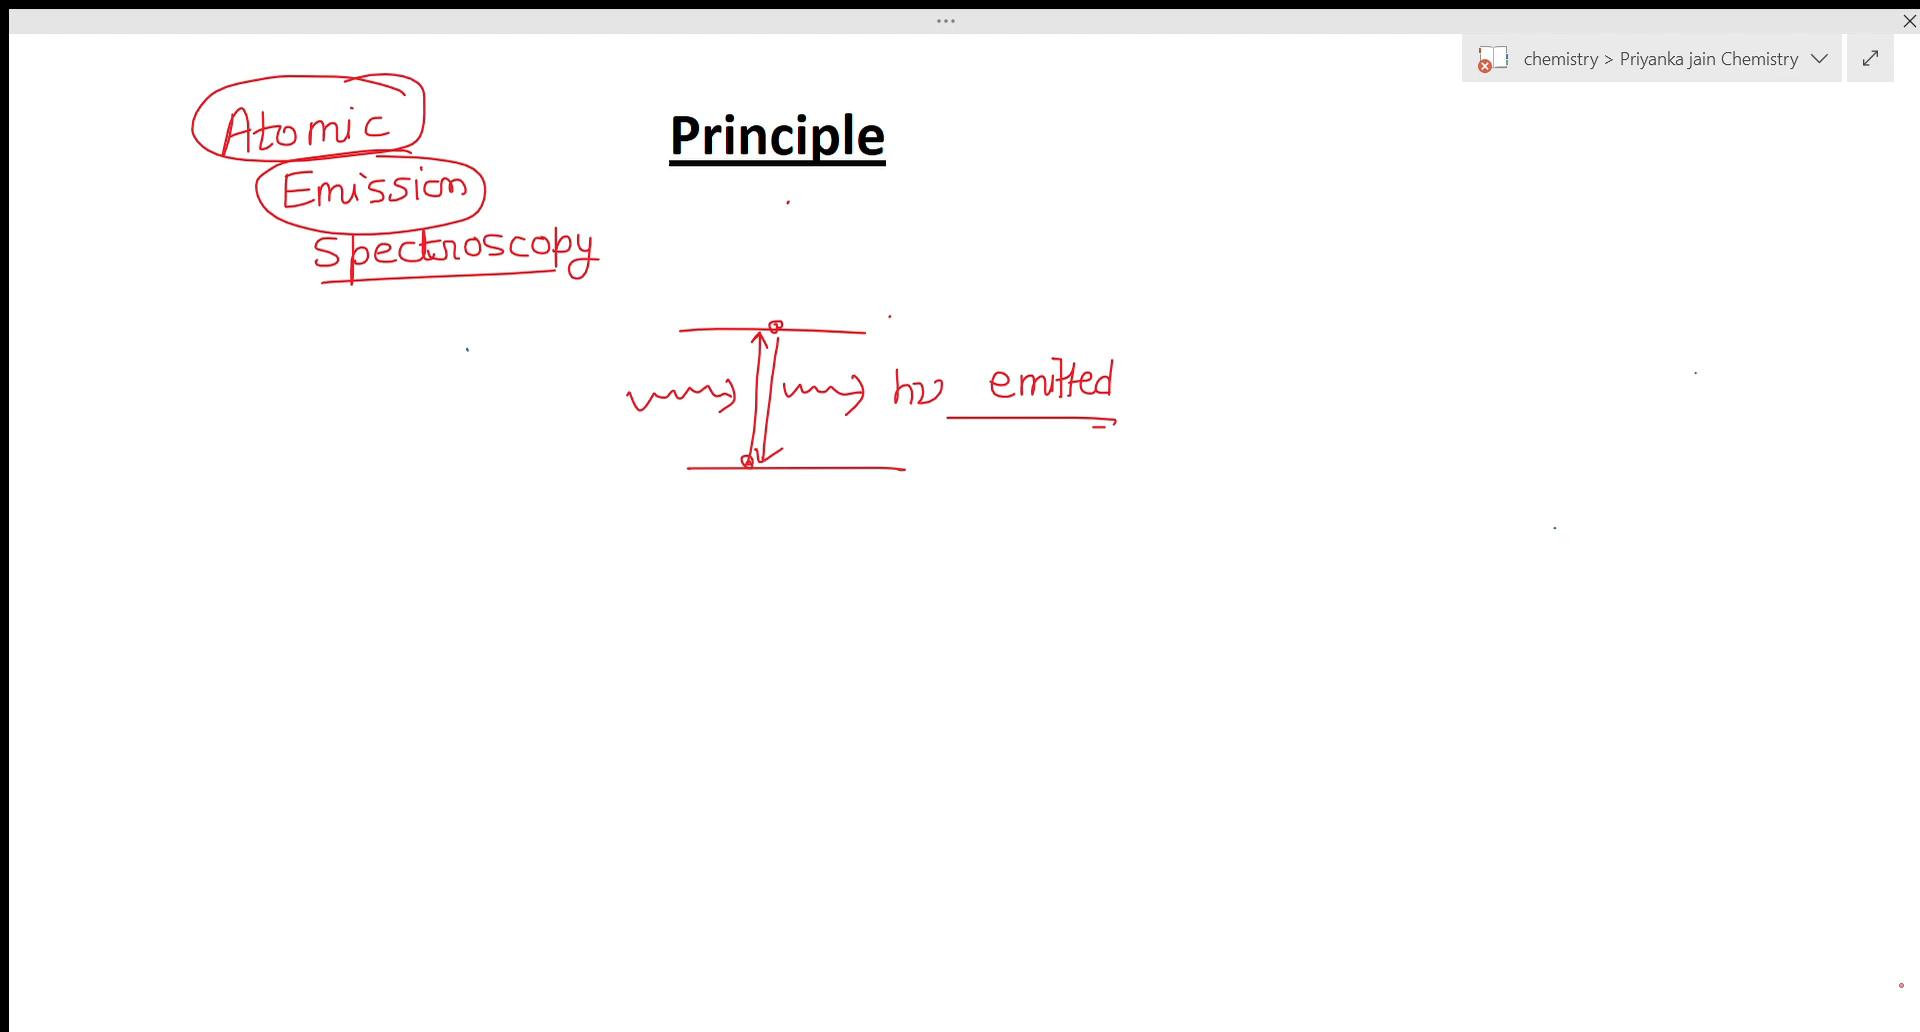 chemistry > Priyanka jain Chemistry
Atomic
Principle
Emission
Spectroscopy
hν emitted